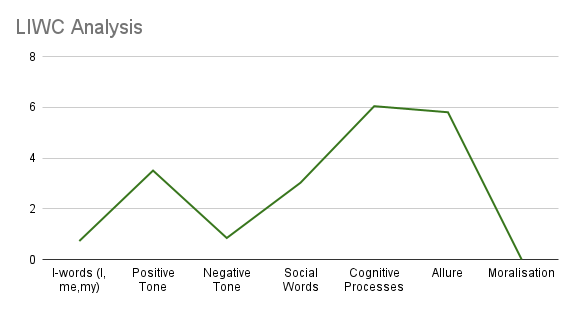 LIWC Analysis
8
6
4
2
0
I-words (I,
me,my)
Positive
Tone
Negative
Tone
Social
Words
Cognitive
Processes
Allure
Moralisation